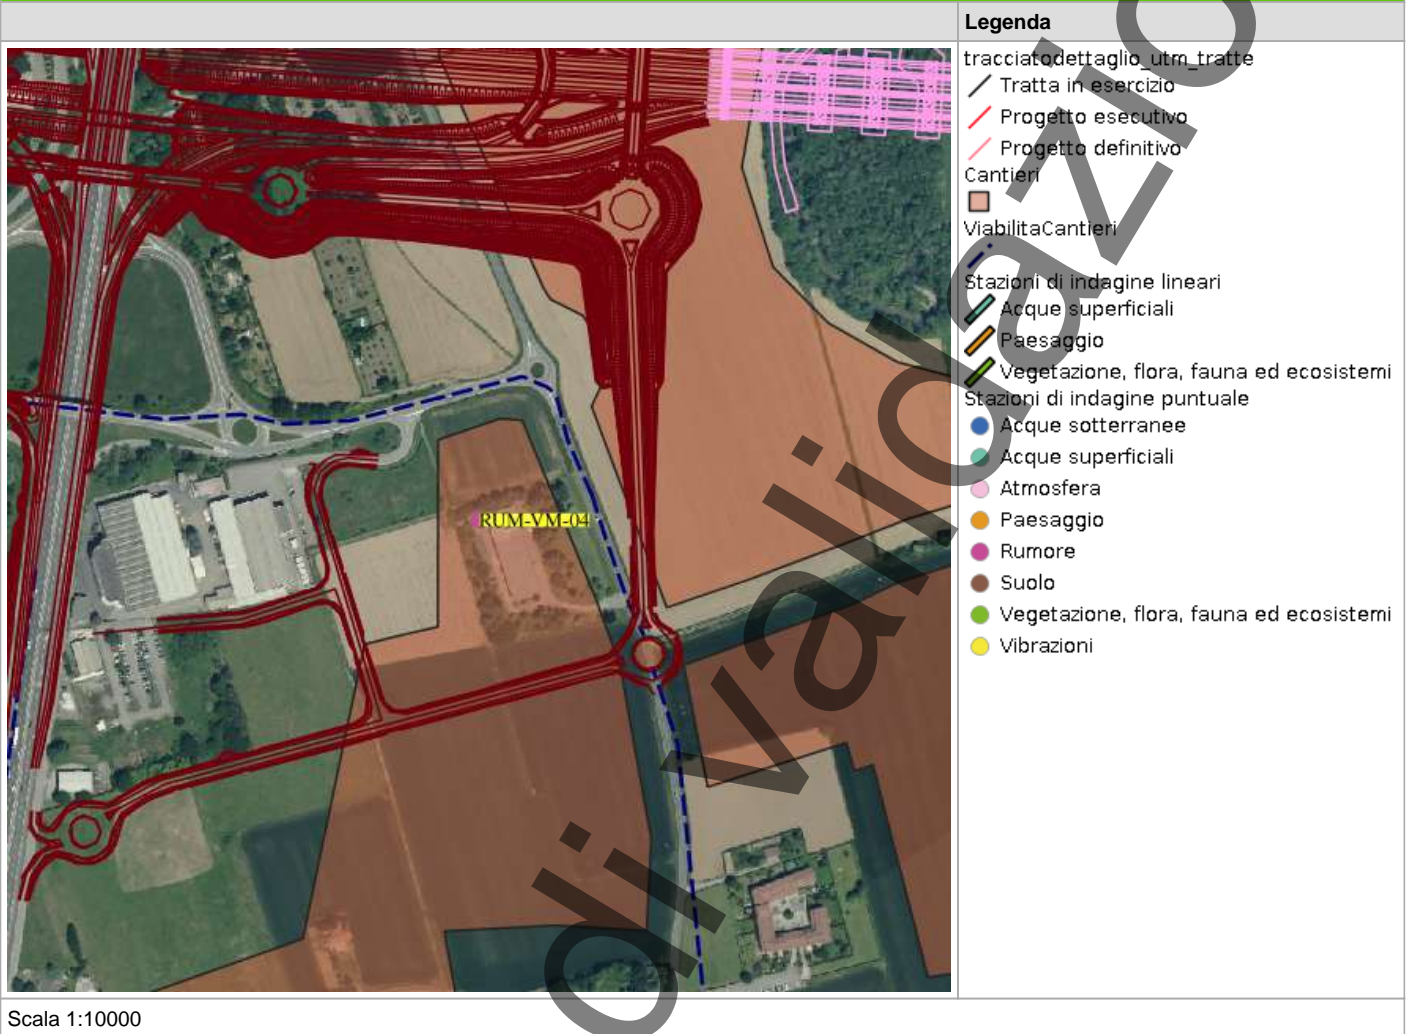 Legenda
tracciatodettaglio_utm_tratte
Tratta in esercizio
Progetto esecutivo
Progetto definitivo
Cantieri
ViabilitaCantieri
Stazioni di indagine lineari
Acque superficiali
Paesaggio
Vegetazione, flora, fauna ed ecosistemi
Stazioni di indagine puntuale
Acque sotterranee
Acque superficiali
Atmosfera
Paesaggio
Rumore
Suolo
Vegetazione, flora, fauna ed ecosistemi
Vibrazioni
RUM-VM-04
Scala 1:10000
di validazio